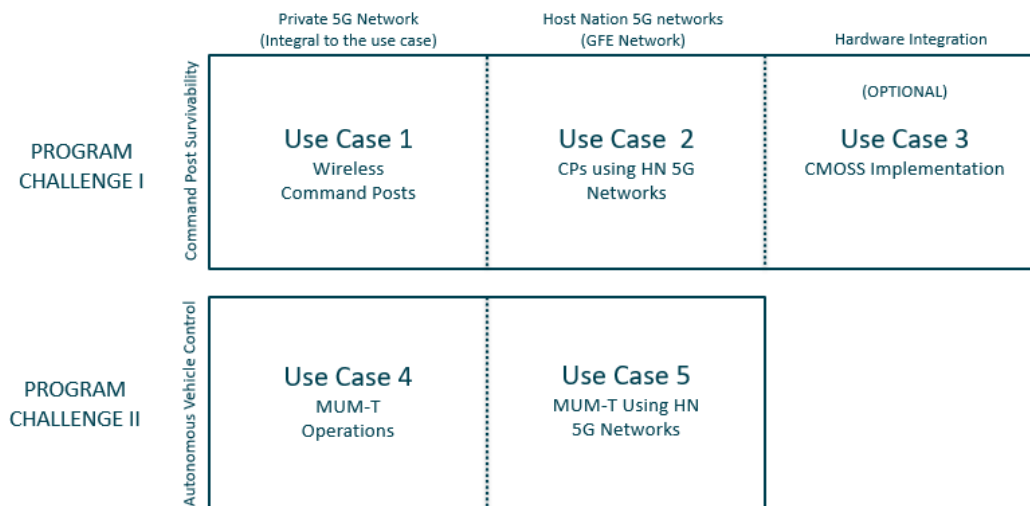 Private 5G Network
(Integral to the use case)
Host Nation 5G networks
(GFE Network)
Hardware Integration
PROGRAM
CHALLENGE I
Command Post Survivability
Use Case 1
Wireless
Command Posts
Use Case  2
CPs using HN 5G
Networks
(OPTIONAL)
Use Case 3
CMOSS Implementation
PROGRAM
CHALLENGE II
Autonomous Vehicle Control
Use Case 4
MUM-T
Operations
Use Case 5
MUM-T Using HN
5G Networks